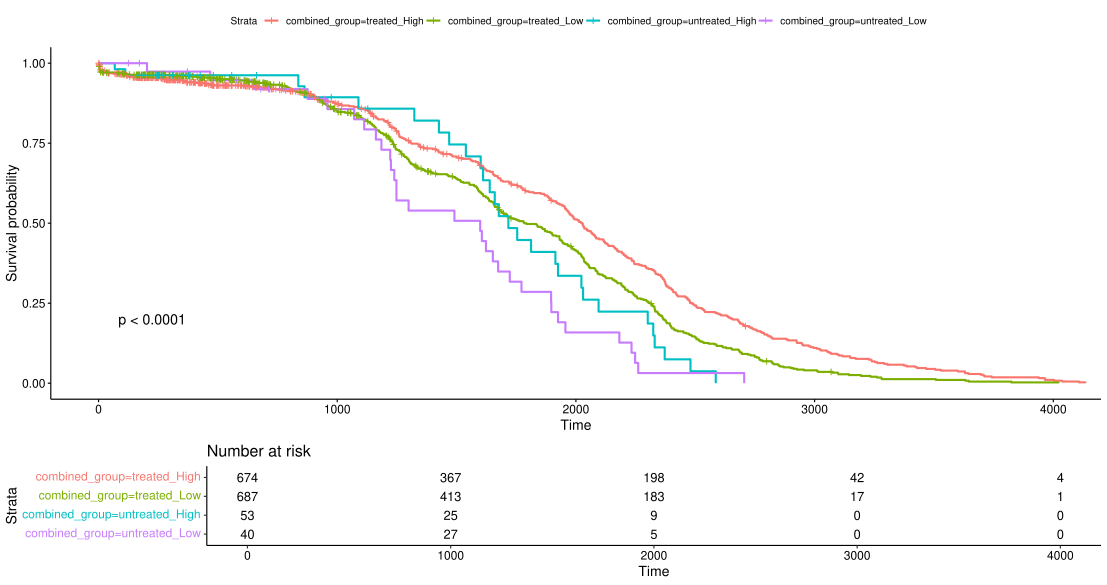 Strata combined_group=treated_High combined_group=treated_Low combined_group=untreated_High combined_group=untreated_Low
1.00
0.75
0.50
0.25
0.00
Survival probability
p < 0.0001
0 1000 2000 3000 4000
Time
Number at risk
Strata
combined_group=treated_High 674 367 198 42 4
combined_group=treated_Low 687 413 183 17 1
combined_group=untreated_High 53 25 9 0 0
combined_group=untreated_Low 40 27 5 0 0
0 1000 2000 3000 4000
Time